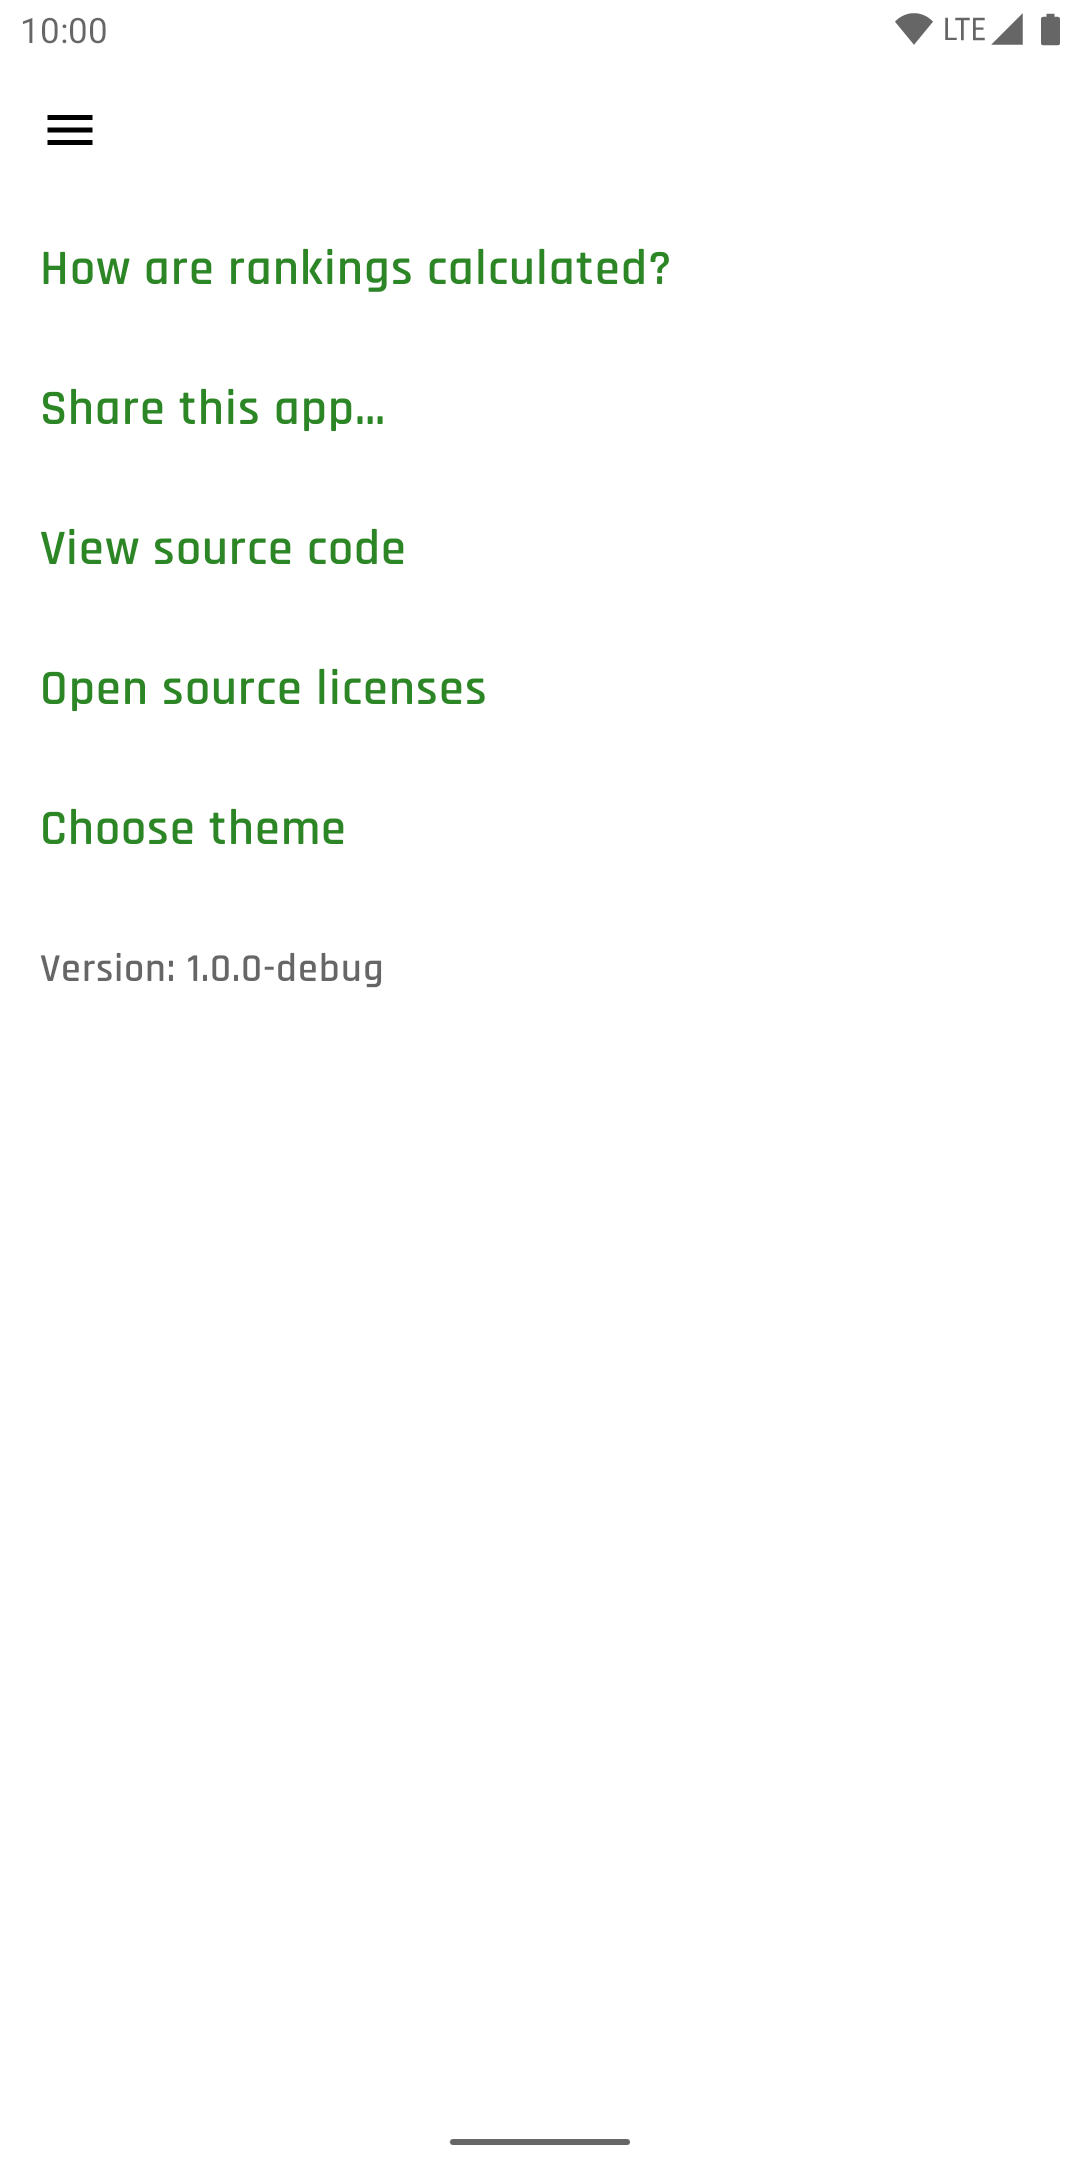 10:00 LTE
How are rankings calculated?
Share this app...
View source code
Open source licenses
Choose theme
Version: 1.0.0-debug